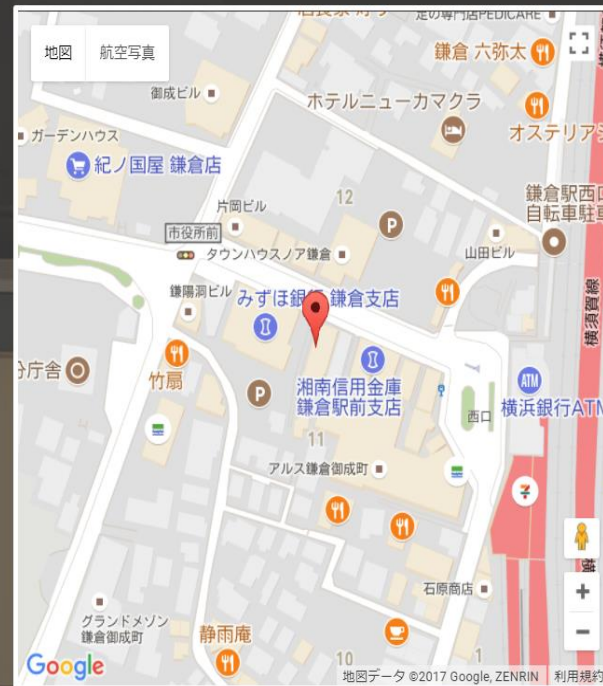 足の専門店PEDICARE
地図
航空写真
鎌倉 六弥太
御成ビル
ホテルニューカマクラ
ガーデンハウス
オステリア
紀ノ国屋 鎌倉店
12
鎌倉駅西口
自転車駐車
片岡ビル
P
市役所前
タウンハウスノア鎌倉
山田ビル
横須賀線
鎌陽洞ビル
みずほ銀行 鎌倉支店
分庁舎
竹扇
P
湘南信用金庫
鎌倉駅前支店
ATM
横浜銀行ATM
西口
11
アルス鎌倉御成町
7
石原商店
グランドメゾン
鎌倉御成町
静雨庵
10
1
+
−
Google
地図データ ©2017 Google, ZENRIN
利用規約